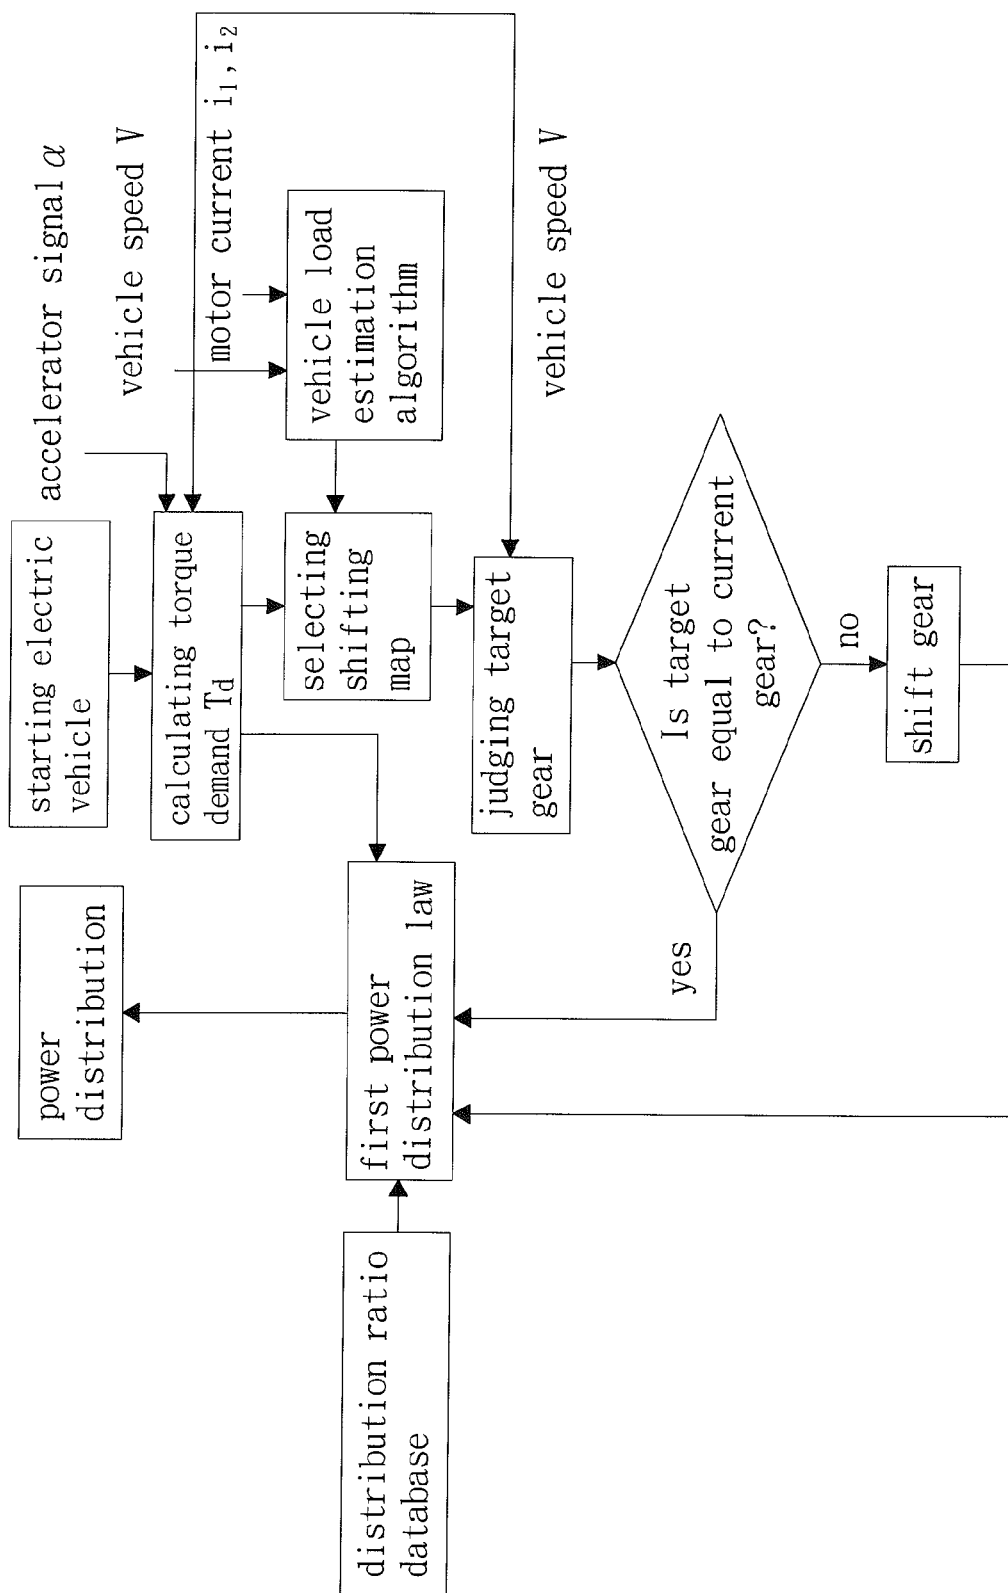 accelerator signal α
vehicle speed V
motor current i₁, i₂
starting electric
vehicle
calculating torque
demand Td
vehicle load
estimation
algorithm
selecting
shifting
map
vehicle speed V
judging target
gear
Is target
gear equal to current
gear?
no
shift gear
yes
power
distribution
first power
distribution law
distribution ratio
database